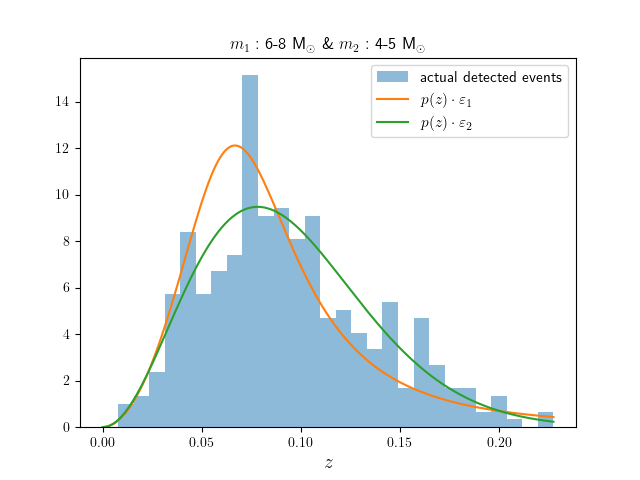 m₁ : 6-8 M⊙ & m₂ : 4-5 M⊙
actual detected events
p(z) · ε₁
p(z) · ε₂
14
12
10
8
6
4
2
0
0.00 0.05 0.10 0.15 0.20
z